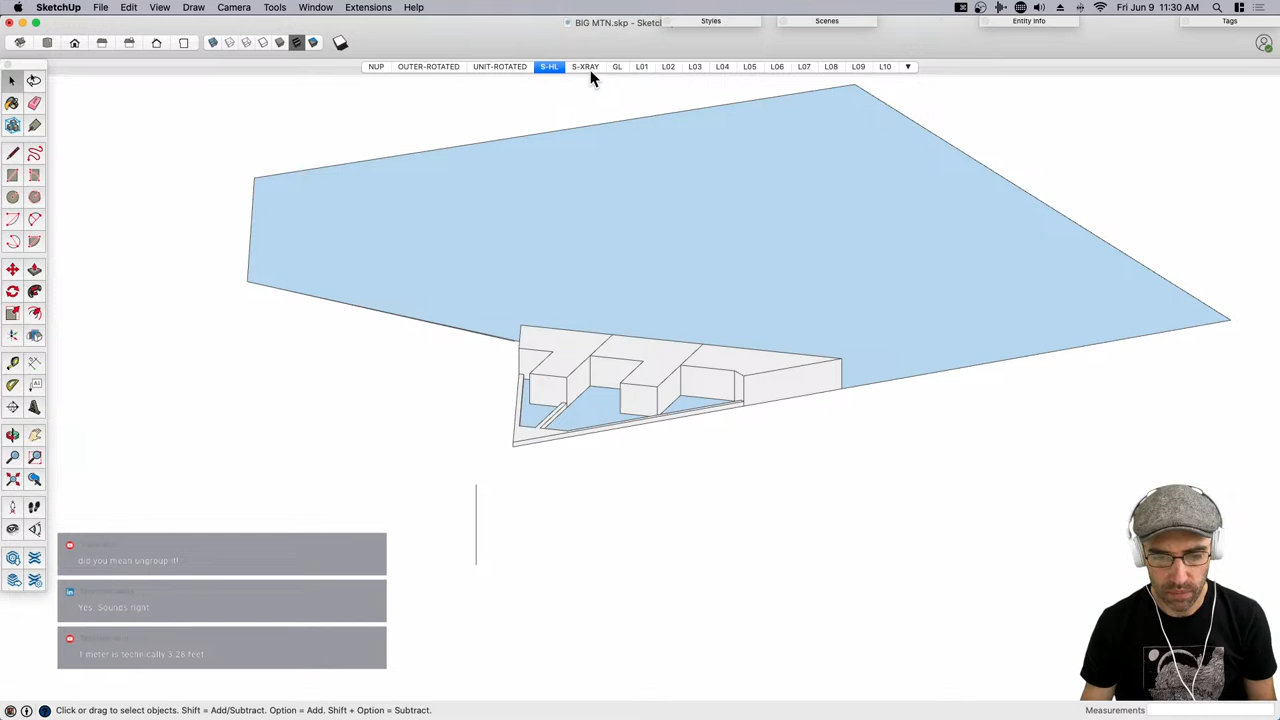 SketchUp File Edit View Draw Camera Tools Window Extensions Help Fri Jun 9 11:30 AM
BIG MTN.skp - Sketc
Styles Scenes Entity Info Tags
NUP OUTER-ROTATED UNIT-ROTATED S-HL S-XRAY GL L01 L02 L03 L04 L05 L06 L07 L08 L09 L10
did you mean ungroup it!
Yes. Sounds right
1 meter is technically 3.28 feet
Click or drag to select objects. Shift = Add/Subtract. Option = Add. Shift + Option = Subtract. Measurements